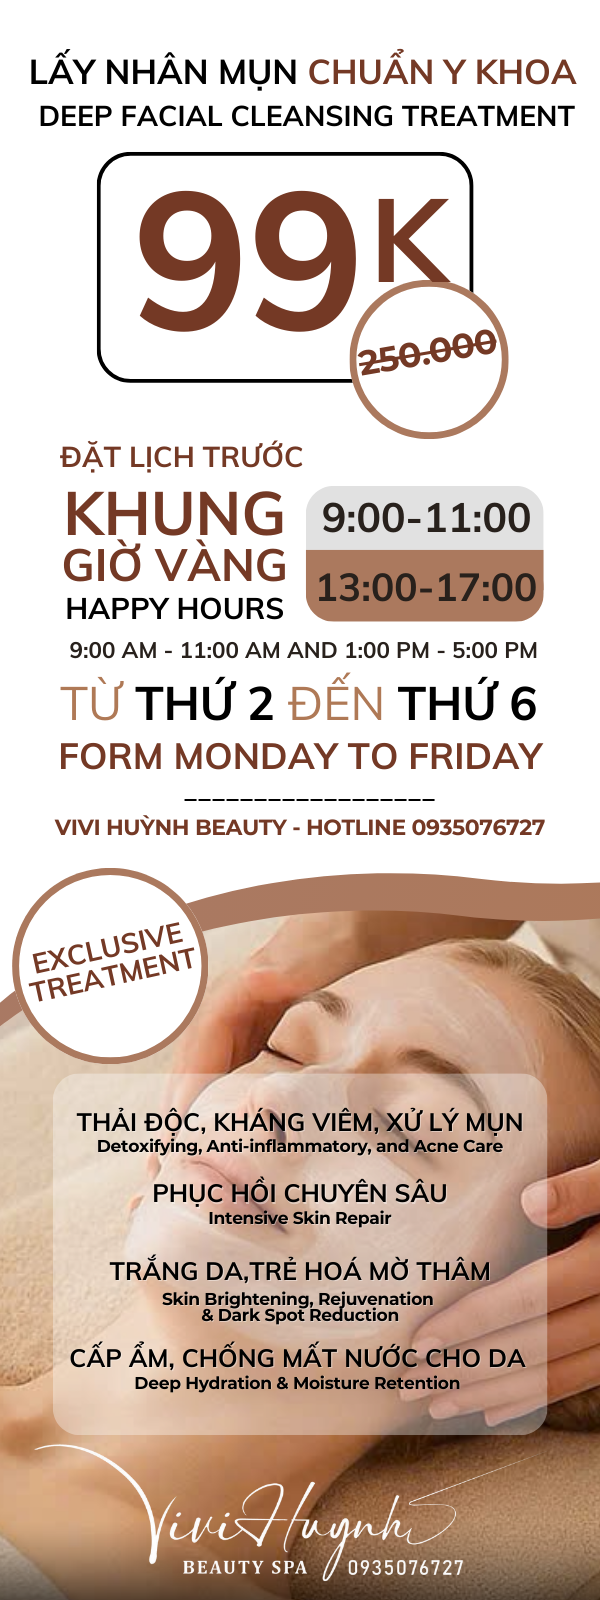 LẤY NHÂN MỤN CHUẨN Y KHOA
DEEP FACIAL CLEANSING TREATMENT
99K
250.000
ĐẶT LỊCH TRƯỚC
KHUNG
GIỜ VÀNG
HAPPY HOURS
9:00-11:00
13:00-17:00
9:00 AM - 11:00 AM AND 1:00 PM - 5:00 PM
TỪ THỨ 2 ĐẾN THỨ 6
FORM MONDAY TO FRIDAY
------------------
VIVI HUỲNH BEAUTY - HOTLINE 0935076727
EXCLUSIVE
TREATMENT
THẢI ĐỘC, KHÁNG VIÊM, XỬ LÝ MỤN
Detoxifying, Anti-inflammatory, and Acne Care
PHỤC HỒI CHUYÊN SÂU
Intensive Skin Repair
TRẮNG DA,TRẺ HOÁ MỜ THÂM
Skin Brightening, Rejuvenation
& Dark Spot Reduction
CẤP ẨM, CHỐNG MẤT NƯỚC CHO DA
Deep Hydration & Moisture Retention
Vivi Huynh
BEAUTY SPA
0935076727